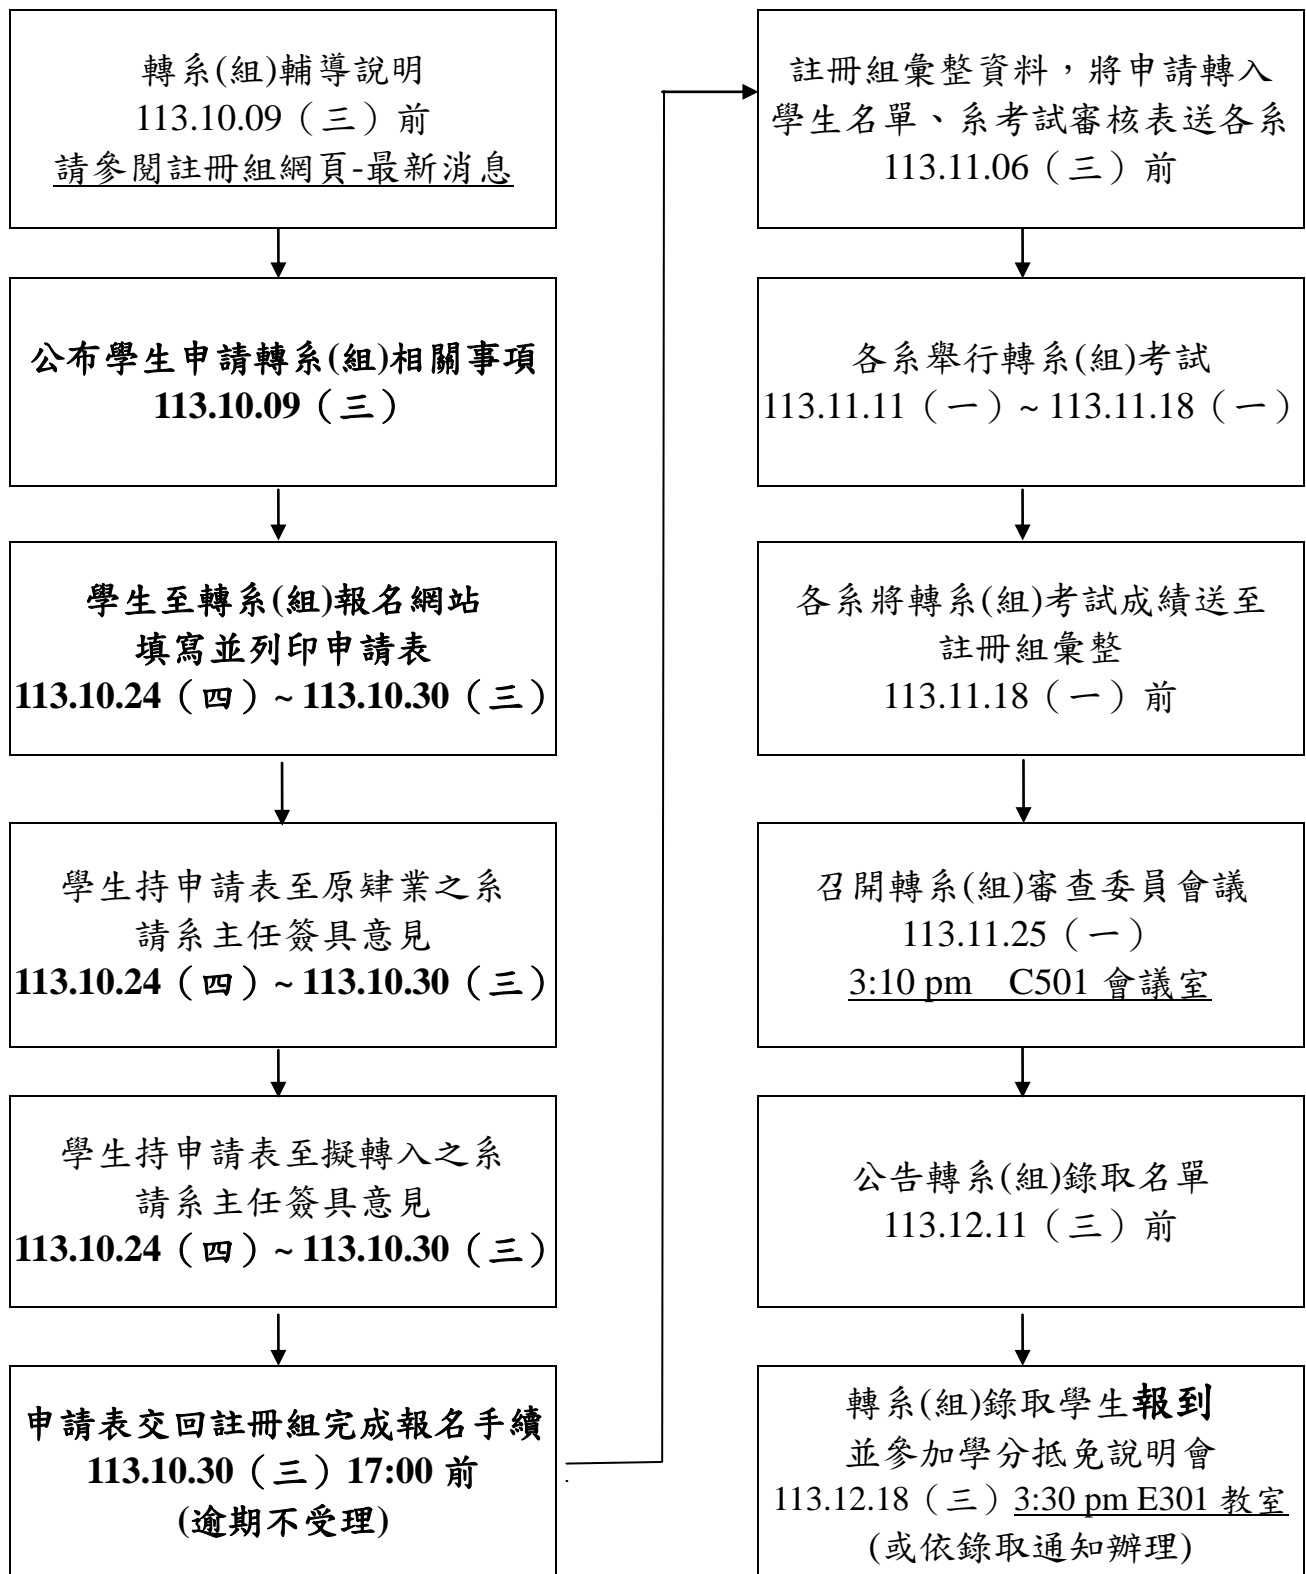 轉系(組)輔導說明
113.10.09（三）前
請參閱註冊組網頁-最新消息
公布學生申請轉系(組)相關事項
113.10.09（三）
學生至轉系(組)報名網站
填寫並列印申請表
113.10.24（四）~ 113.10.30（三）
學生持申請表至原肄業之系
請系主任簽具意見
113.10.24（四）~ 113.10.30（三）
學生持申請表至擬轉入之系
請系主任簽具意見
113.10.24（四）~ 113.10.30（三）
申請表交回註冊組完成報名手續
113.10.30（三）17:00 前
(逾期不受理)
註冊組彙整資料，將申請轉入
學生名單、系考試審核表送各系
113.11.06（三）前
各系舉行轉系(組)考試
113.11.11（一）~ 113.11.18（一）
各系將轉系(組)考試成績送至
註冊組彙整
113.11.18（一）前
召開轉系(組)審查委員會議
113.11.25（一）
3:10 pm　C501 會議室
公告轉系(組)錄取名單
113.12.11（三）前
轉系(組)錄取學生報到
並參加學分抵免說明會
113.12.18（三）3:30 pm E301 教室
(或依錄取通知辦理)